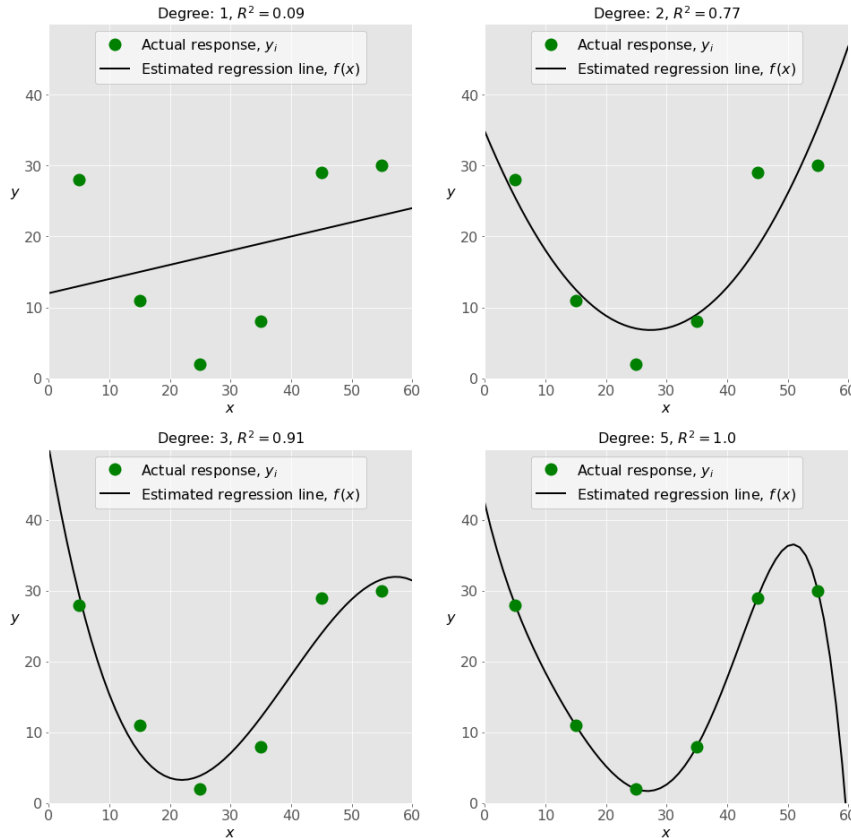 Degree: 1, R² = 0.09
Actual response, yᵢ
Estimated regression line, f(x)
40
30
20
10
0
y
0 10 20 30 40 50 60
x
Degree: 2, R² = 0.77
Actual response, yᵢ
Estimated regression line, f(x)
40
30
20
10
0
y
0 10 20 30 40 50 60
x
Degree: 3, R² = 0.91
Actual response, yᵢ
Estimated regression line, f(x)
40
30
20
10
0
y
0 10 20 30 40 50 60
x
Degree: 5, R² = 1.0
Actual response, yᵢ
Estimated regression line, f(x)
40
30
20
10
0
y
0 10 20 30 40 50 60
x